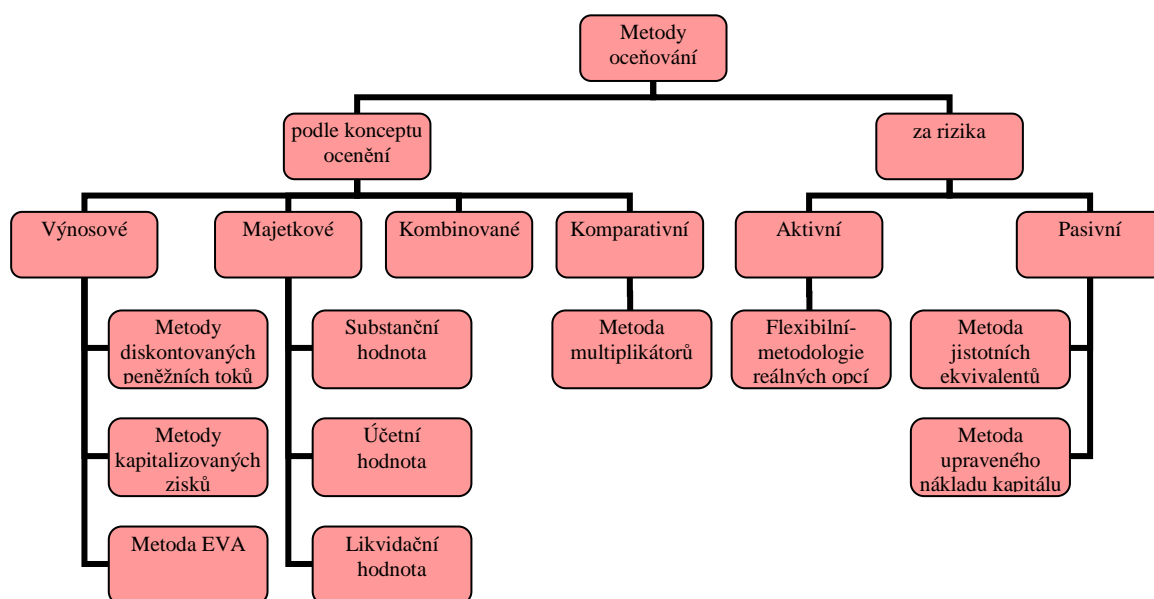 Metody
oceňování
podle konceptu
ocenění
za rizika
Výnosové
Majetkové
Kombinované
Komparativní
Aktivní
Pasivní
Metody
diskontovaných
peněžních toků
Substanční
hodnota
Metoda
multiplikátorů
Flexibilní-
metodologie
reálných opcí
Metoda
jistotních
ekvivalentů
Metody
kapitalizovaných
zisků
Účetní
hodnota
Metoda
upraveného
nákladu kapitálu
Metoda EVA
Likvidační
hodnota